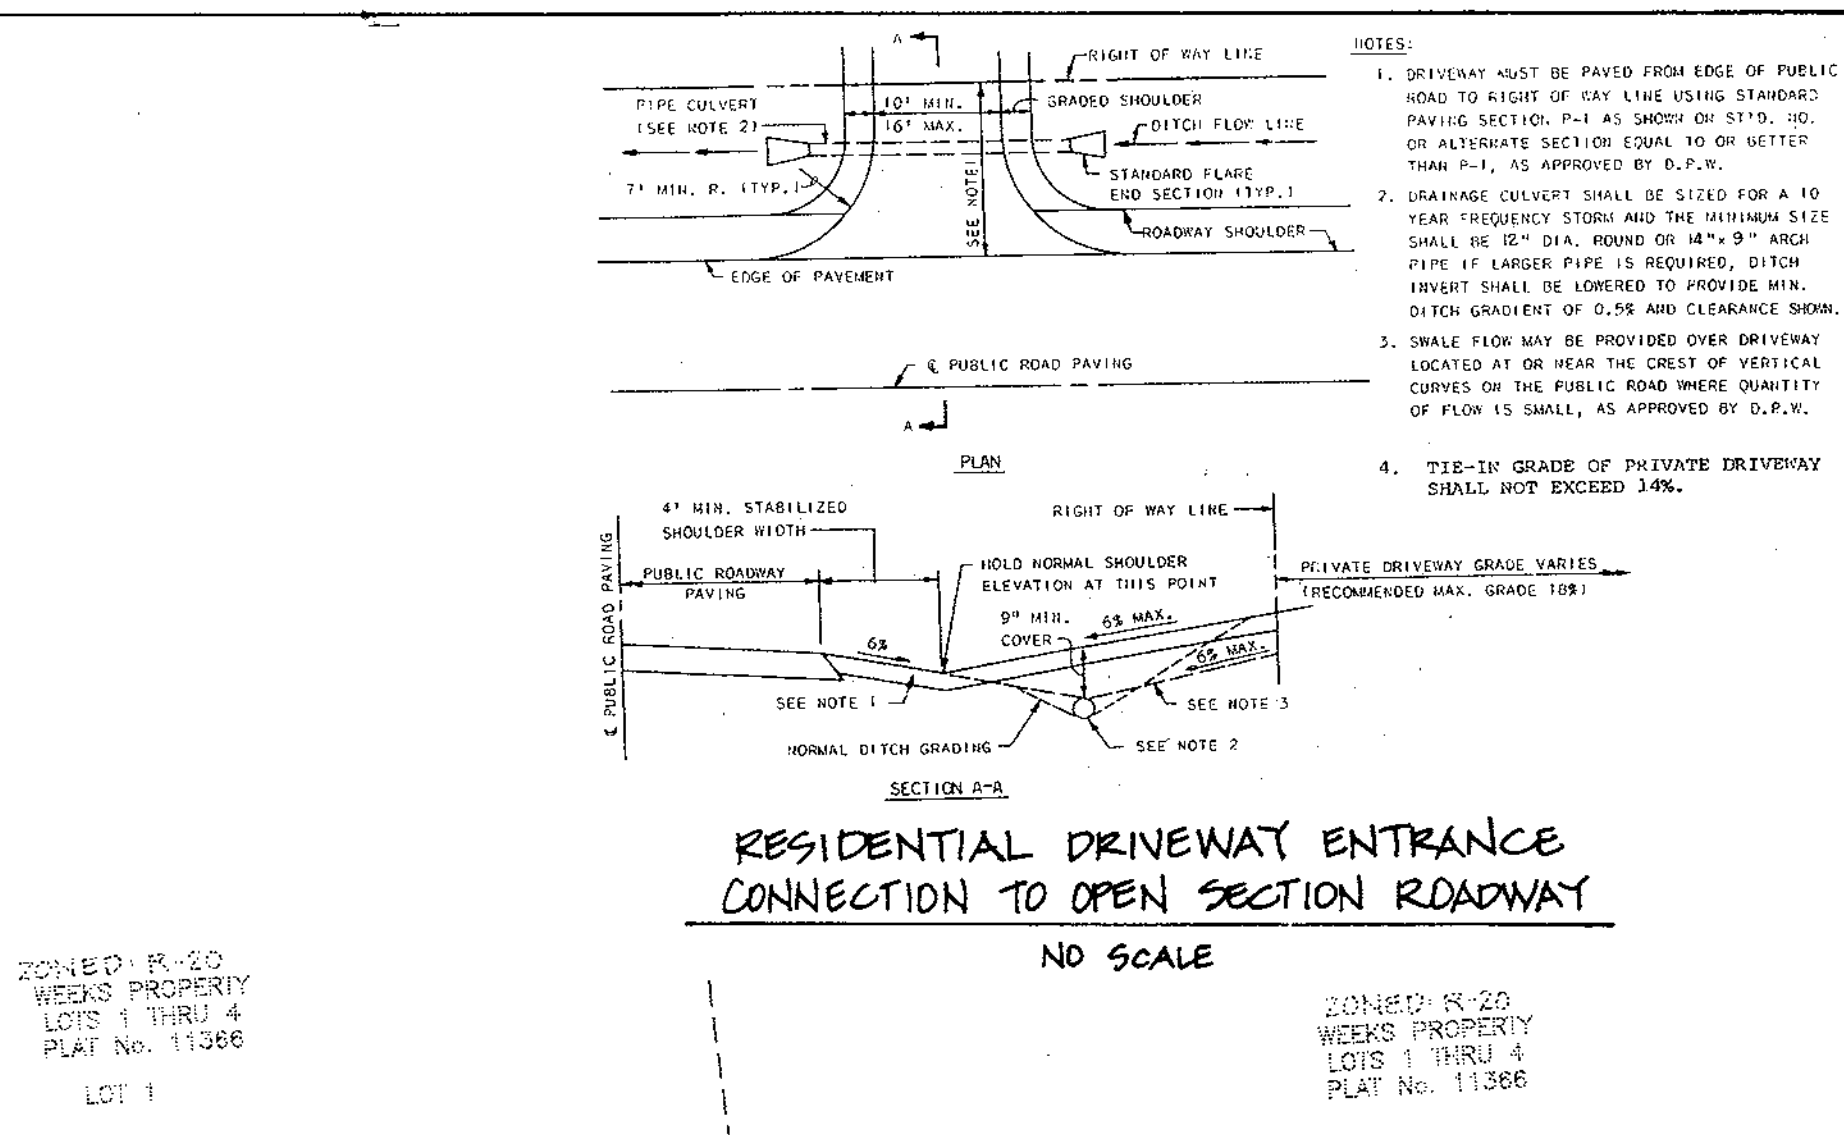 A
RIGHT OF WAY LINE
PIPE CULVERT
(SEE NOTE 2)
10' MIN.
16' MAX.
GRADED SHOULDER
DITCH FLOW LINE
7' MIN. R. (TYP.)
SEE NOTE 1
STANDARD FLARE
END SECTION (TYP.)
ROADWAY SHOULDER
EDGE OF PAVEMENT
℄ PUBLIC ROAD PAVING
A
PLAN
NOTES:
1. DRIVEWAY MUST BE PAVED FROM EDGE OF PUBLIC
ROAD TO RIGHT OF WAY LINE USING STANDARD
PAVING SECTION P-1 AS SHOWN ON ST'D. NO.
OR ALTERNATE SECTION EQUAL TO OR BETTER
THAN P-1, AS APPROVED BY D.P.W.
2. DRAINAGE CULVERT SHALL BE SIZED FOR A 10
YEAR FREQUENCY STORM AND THE MINIMUM SIZE
SHALL BE 12" DIA. ROUND OR 14"x 9" ARCH
PIPE IF LARGER PIPE IS REQUIRED, DITCH
INVERT SHALL BE LOWERED TO PROVIDE MIN.
DITCH GRADIENT OF 0.5% AND CLEARANCE SHOWN.
3. SWALE FLOW MAY BE PROVIDED OVER DRIVEWAY
LOCATED AT OR NEAR THE CREST OF VERTICAL
CURVES ON THE PUBLIC ROAD WHERE QUANTITY
OF FLOW IS SMALL, AS APPROVED BY D.P.W.
4. TIE-IN GRADE OF PRIVATE DRIVEWAY
SHALL NOT EXCEED 14%.
4' MIN. STABILIZED
SHOULDER WIDTH
RIGHT OF WAY LINE
℄ PUBLIC ROAD PAVING
PUBLIC ROADWAY
PAVING
HOLD NORMAL SHOULDER
ELEVATION AT THIS POINT
PRIVATE DRIVEWAY GRADE VARIES
(RECOMMENDED MAX. GRADE 18%)
9" MIN.
COVER
6% MAX.
6%
6% MAX.
SEE NOTE 1
SEE NOTE 3
NORMAL DITCH GRADING
SEE NOTE 2
SECTION A-A
RESIDENTIAL DRIVEWAY ENTRANCE
CONNECTION TO OPEN SECTION ROADWAY
NO SCALE
ZONED: R-20
WEEKS PROPERTY
LOTS 1 THRU 4
PLAT No. 11366
LOT 1
ZONED: R-20
WEEKS PROPERTY
LOTS 1 THRU 4
PLAT No. 11366